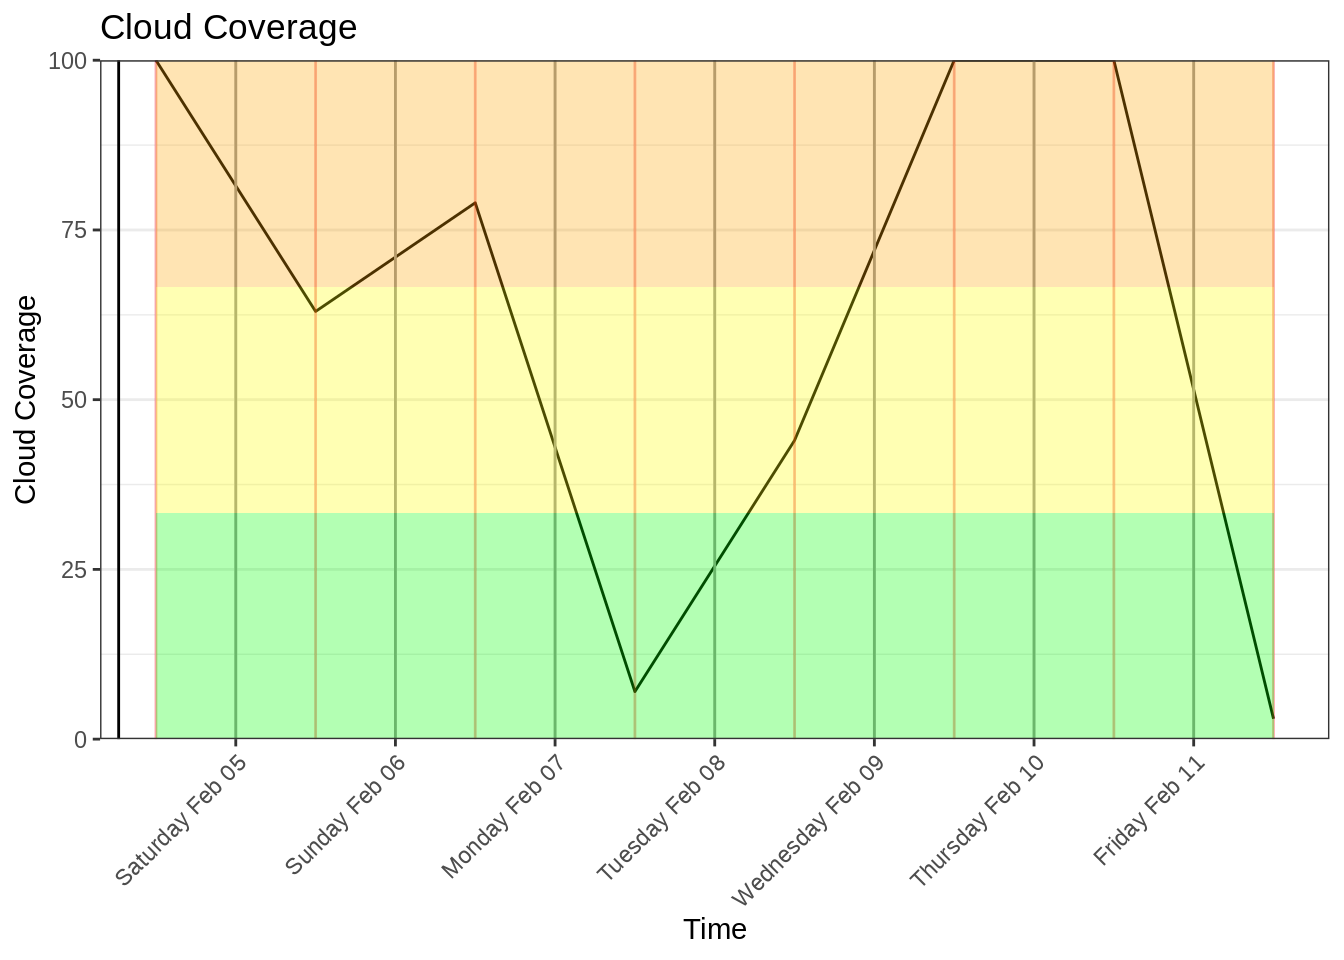 Cloud Coverage
100
75
50
25
0
Cloud Coverage
Saturday Feb 05
Sunday Feb 06
Monday Feb 07
Tuesday Feb 08
Wednesday Feb 09
Thursday Feb 10
Friday Feb 11
Time